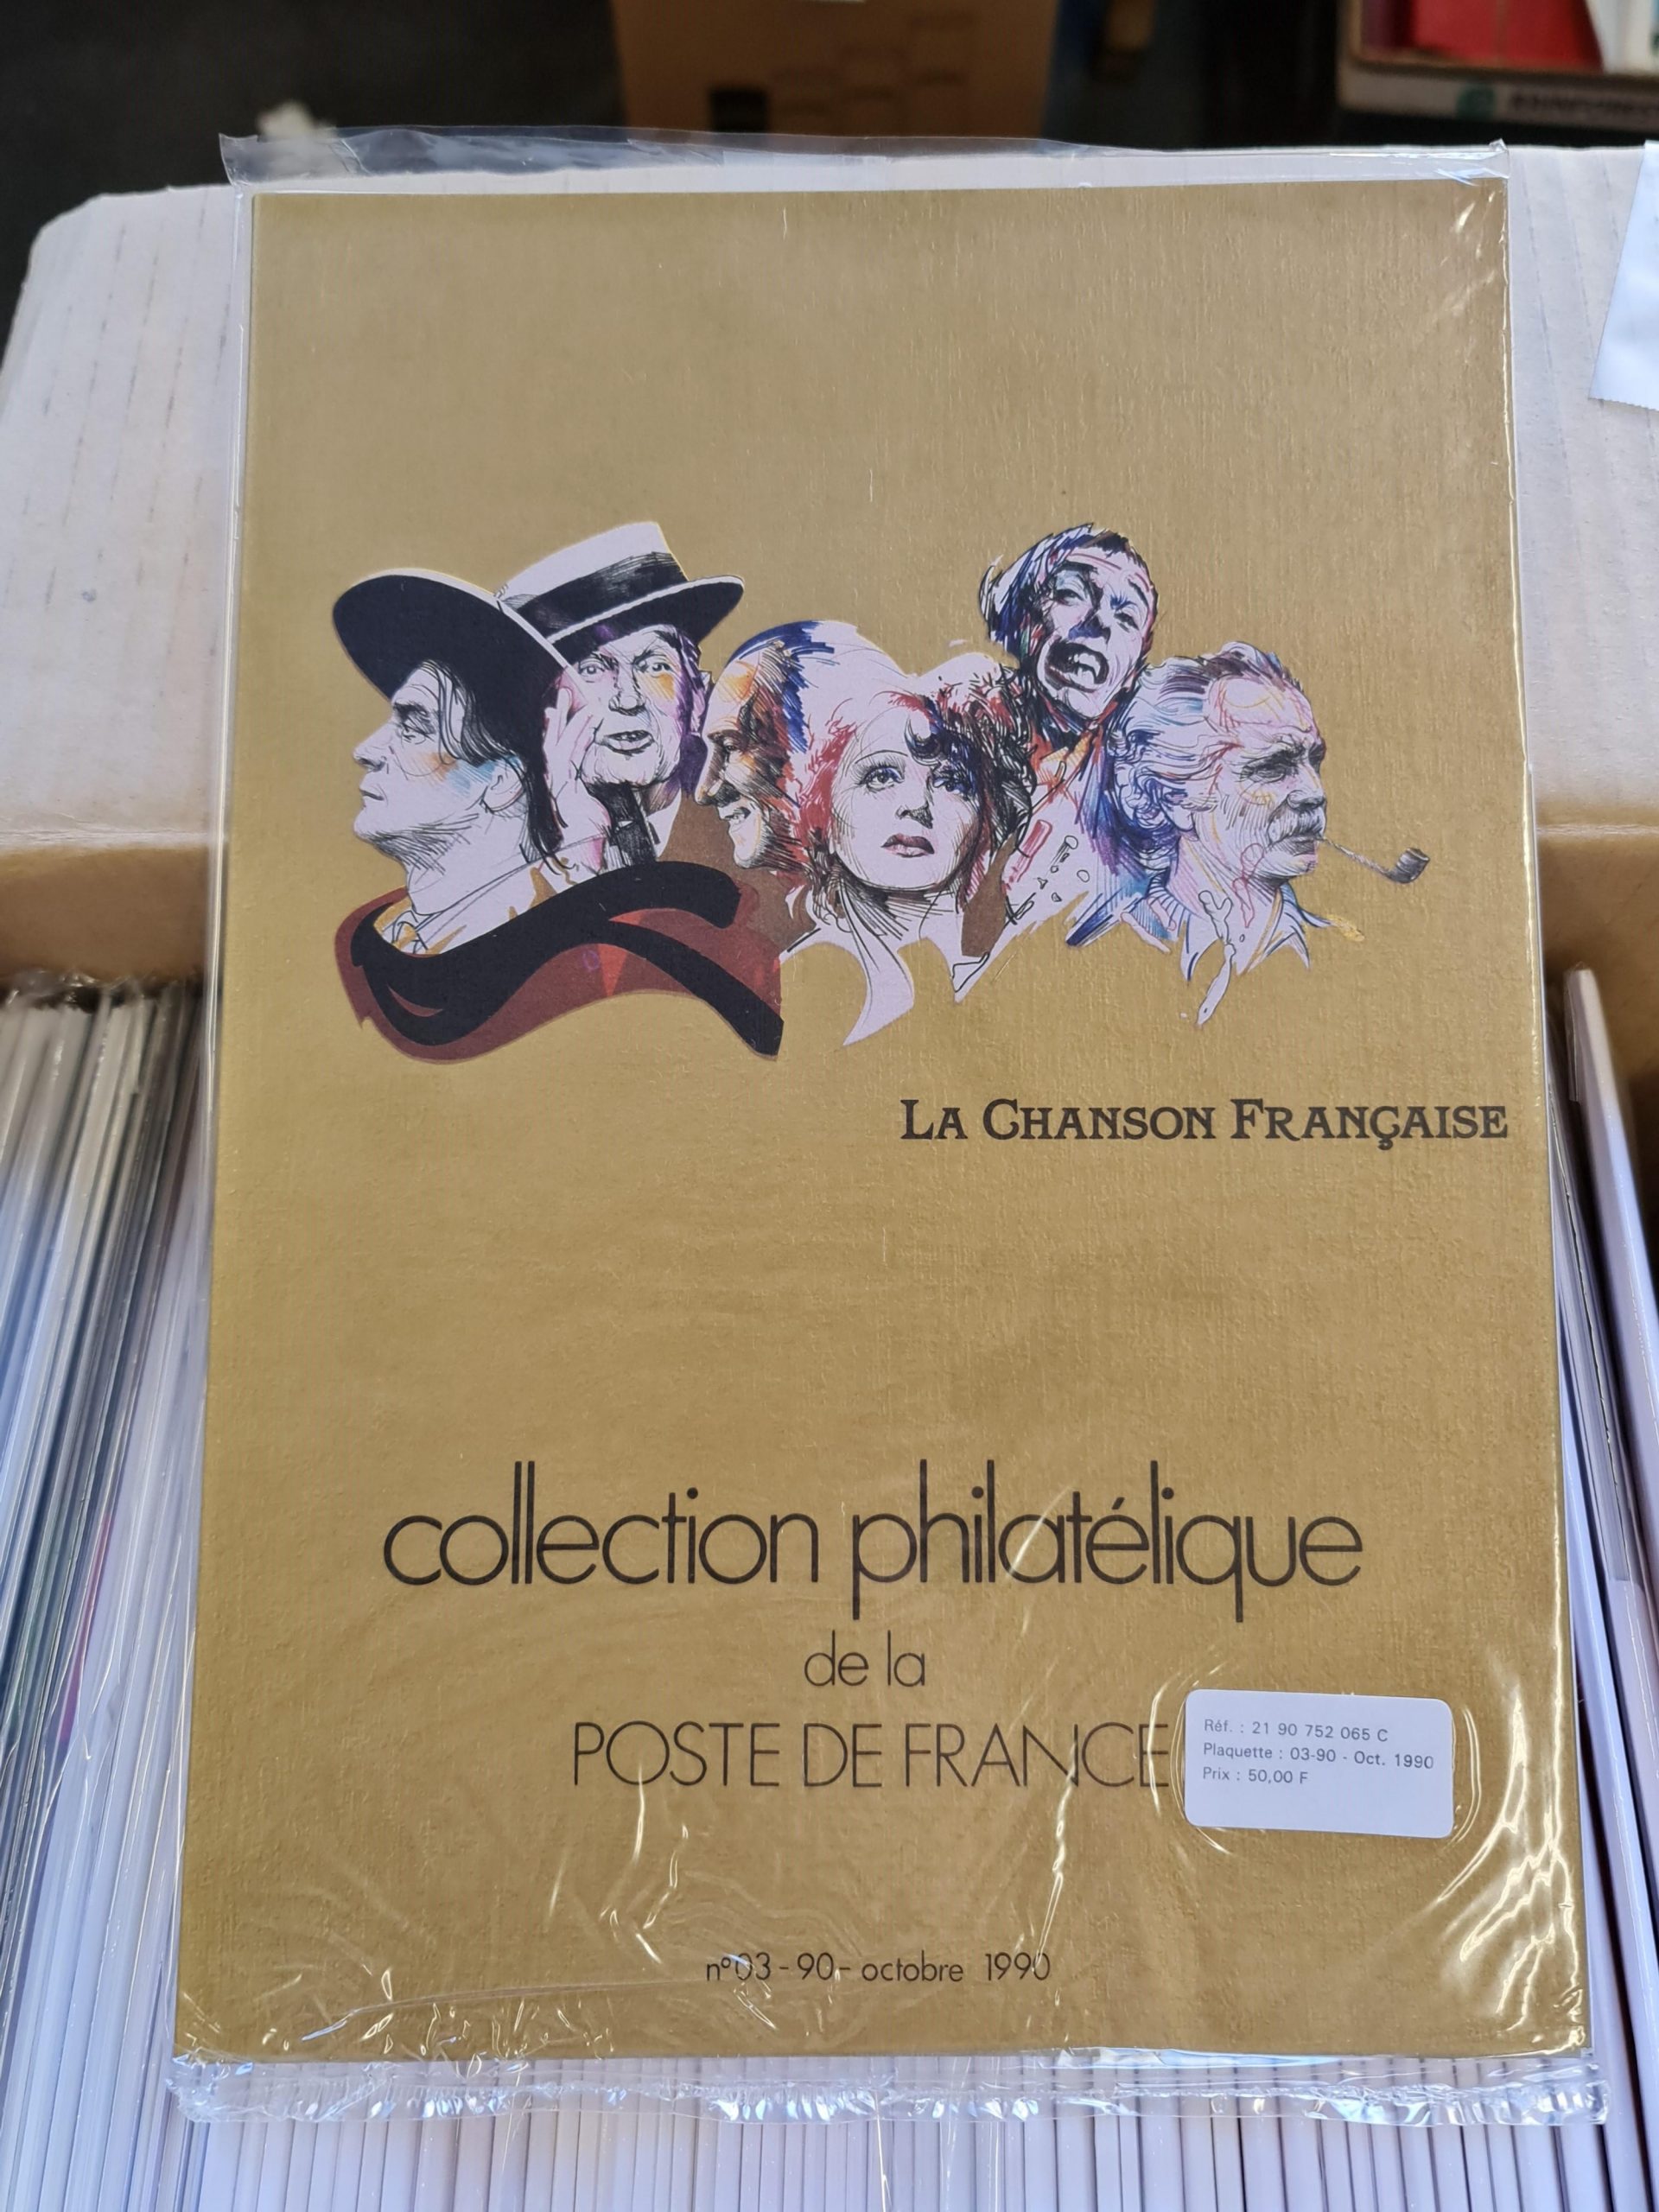 LA CHANSON FRANÇAISE
collection philatélique
de la
POSTE DE FRANCE
Réf. : 21 90 752 065 C
Plaquette : 03-90 - Oct. 1990
Prix : 50,00 F
nº03-90-octobre 1990